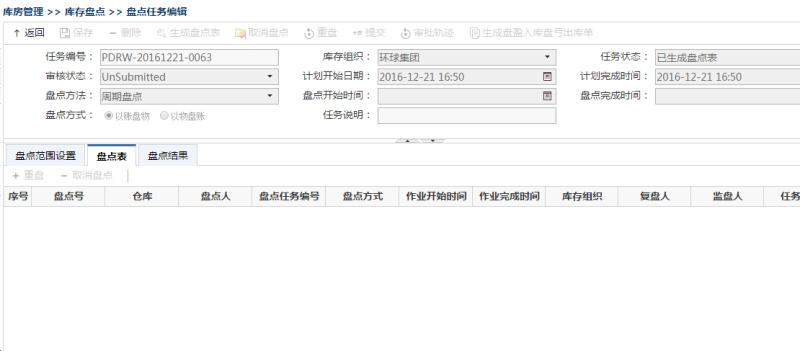 库房管理 >> 库存盘点 >> 盘点任务编辑
返回 保存 删除 生成盘点表 取消盘点 重盘 提交 审批轨迹 生成盘盈入库盘亏出库单
任务编号： PDRW-20161221-0063 库存组织： 环球集团 任务状态： 已生成盘点表
审核状态： UnSubmitted 计划开始日期： 2016-12-21 16:50 计划完成时间： 2016-12-21 16:50
盘点方法： 周期盘点 盘点开始时间： 盘点完成时间：
盘点方式： 以账盘物 以物盘账 任务说明：
盘点范围设置 盘点表 盘点结果
重盘 取消盘点
序号 盘点号 仓库 盘点人 盘点任务编号 盘点方式 作业开始时间 作业完成时间 库存组织 复盘人 监盘人 任务